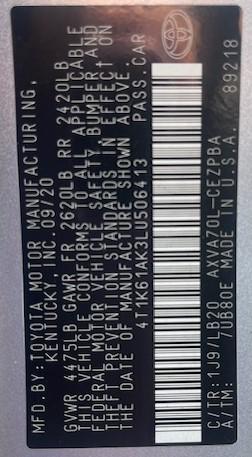 MFD.BY:TOYOTA MOTOR MANUFACTURING,
KENTUCKY, INC. 09/20
GVWR 4475LB GAWR FR 2620LB RR 2420LB
THIS VEHICLE CONFORMS TO ALL APPLICABLE
FEDERAL MOTOR VEHICLE SAFETY, BUMPER, AND
THEFT PREVENTION STANDARDS IN EFFECT ON
THE DATE OF MANUFACTURE SHOWN ABOVE.
4T1K61AK3LU506413 PASS.CAR
C/TR:1J9/LB20 AXVA70L-CEZPBA
A/TM: /UB80E MADE IN U.S.A. 89218